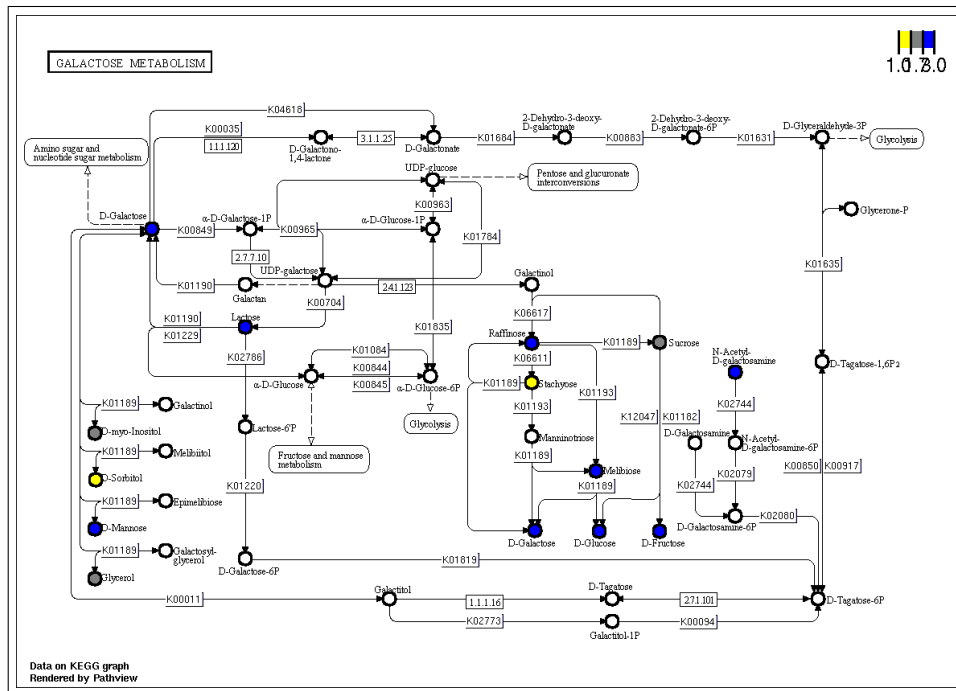 GALACTOSE METABOLISM
K04618
K00035
1.1.1.120
3.1.1.25
D-Galactono-
1,4-lactone
D-Galactonate
K01684
2-Dehydro-3-deoxy-
D-galactonate
K00883
2-Dehydro-3-deoxy-
D-galactonate-6P
K01631
D-Glyceraldehyde-3P
Glycolysis
Amino sugar and
nucleotide sugar metabolism
UDP-glucose
Pentose and glucuronate
interconversions
D-Galactose
α-D-Galactose-1P
α-D-Glucose-1P
K00963
Glycerone-P
K00849
K00965
K01784
2.7.7.10
K01635
UDP-galactose
Galactinol
K01190
Galactan
2.4.1.123
K00704
K06617
K01190
K01229
Lactose
K01835
Raffinose
K01189
Sucrose
K02786
K01084
K00844
K00845
α-D-Glucose
α-D-Glucose-6P
K06611
K01189
Stachyose
K01193
K01193
N-Acetyl-
D-galactosamine
D-Tagatose-1,6P2
K02744
K01189
Galactinol
D-myo-Inositol
Lactose-6'P
Glycolysis
K12047
K01182
Manninotriose
K01189
D-Galactosamine
N-Acetyl-
D-galactosamine-6P
K01189
Melibiitol
D-Sorbitol
Fructose and mannose
metabolism
Melibiose
K01189
K00850
K00917
K02744
K02079
K01220
K01189
Epimelibiose
D-Mannose
D-Galactose
D-Glucose
D-Fructose
D-Galactosamine-6P
K02080
K01189
Galactosyl-
glycerol
Glycerol
D-Galactose-6P
K01819
K00011
Galactitol
1.1.1.16
D-Tagatose
2.7.1.101
D-Tagatose-6P
K02773
Galactitol-1P
K00094
Data on KEGG graph
Rendered by Pathview